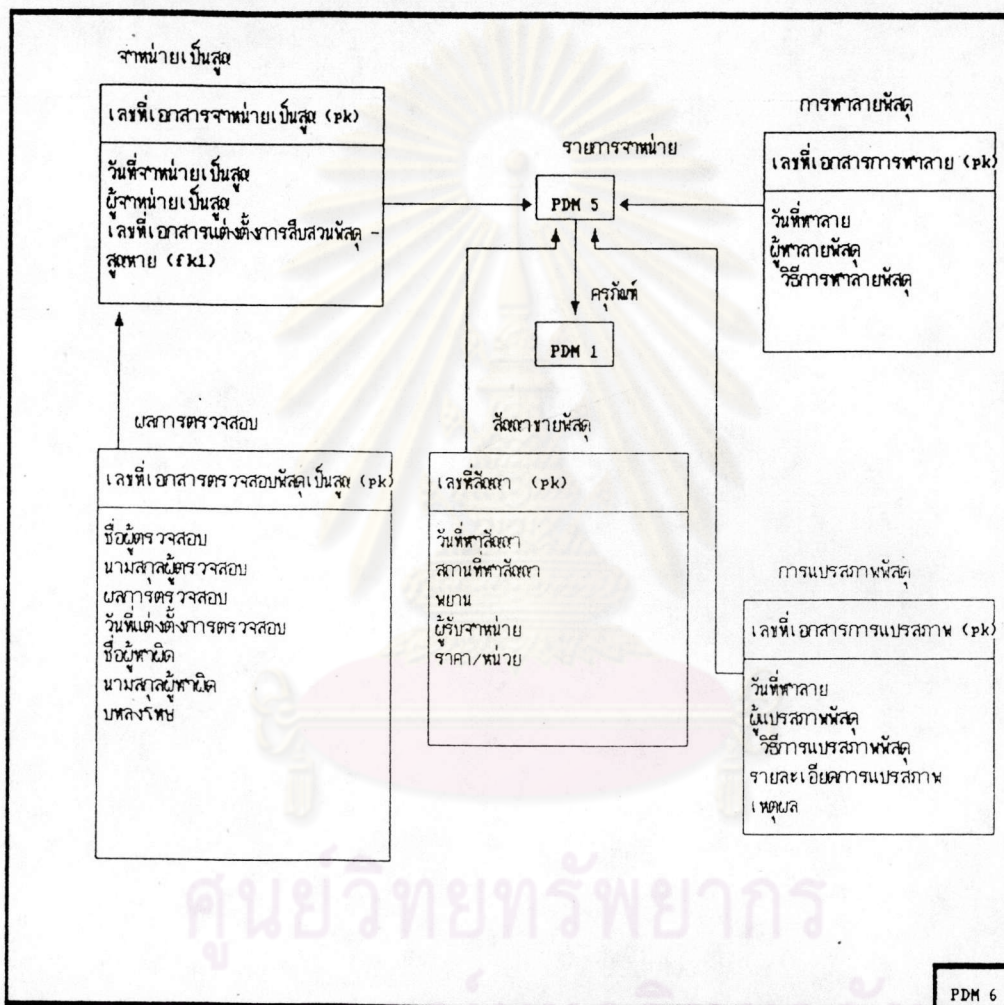 จำหน่ายเป็นสูญ
เลขที่เอกสารจำหน่ายเป็นสูญ (pk)
วันที่จำหน่ายเป็นสูญ
ผู้จำหน่ายเป็นสูญ
เลขที่เอกสารแต่งตั้งการสืบสวนพัสดุ -
สูญหาย (fk1)
รายการจำหน่าย
PDM 5
ครุภัณฑ์
PDM 1
การทำลายพัสดุ
เลขที่เอกสารการทำลาย (pk)
วันที่ทำลาย
ผู้ทำลายพัสดุ
วิธีการทำลายพัสดุ
ผลการตรวจสอบ
เลขที่เอกสารตรวจสอบพัสดุเป็นสูญ (pk)
ชื่อผู้ตรวจสอบ
นามสกุลผู้ตรวจสอบ
ผลการตรวจสอบ
วันที่แต่งตั้งการตรวจสอบ
ชื่อผู้ทำผิด
นามสกุลผู้ทำผิด
บทลงโทษ
สัญญาขายพัสดุ
เลขที่สัญญา (pk)
วันที่ทำสัญญา
สถานที่ทำสัญญา
พยาน
ผู้รับจำหน่าย
ราคา/หน่วย
การแปรสภาพพัสดุ
เลขที่เอกสารการแปรสภาพ (pk)
วันที่ทำลาย
ผู้แปรสภาพพัสดุ
วิธีการแปรสภาพพัสดุ
รายละเอียดการแปรสภาพ
เหตุผล
ศูนย์วิทยทรัพยากร
PDM 6